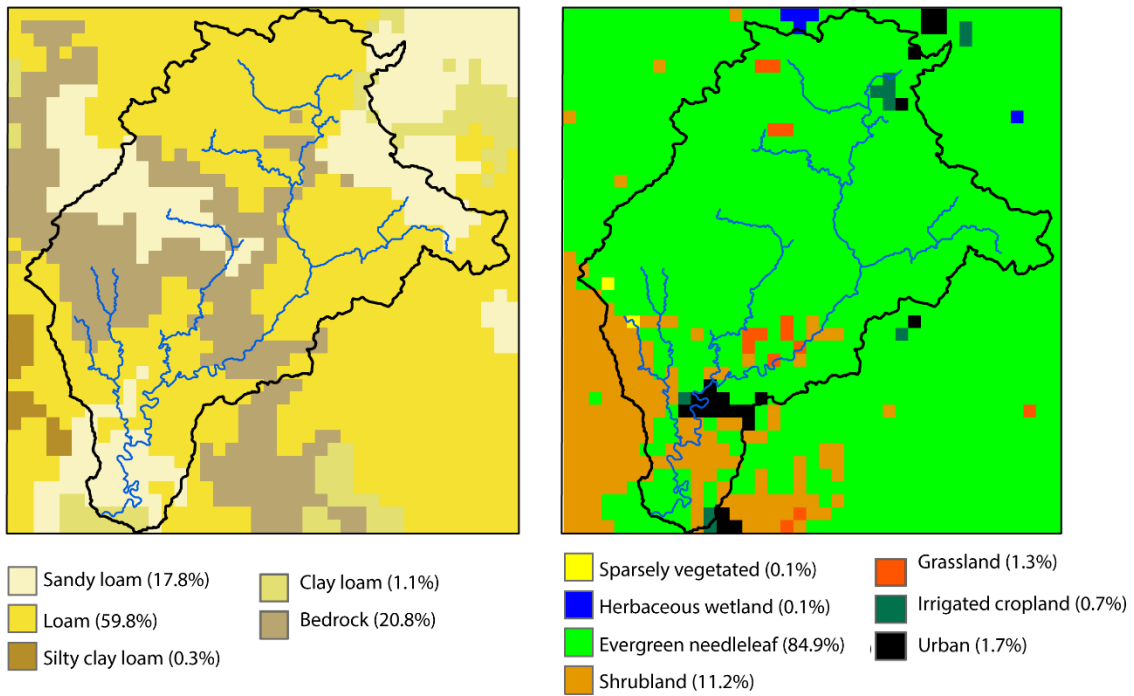 Sandy loam (17.8%)
Loam (59.8%)
Silty clay loam (0.3%)
Clay loam (1.1%)
Bedrock (20.8%)
Sparsely vegetated (0.1%)
Herbaceous wetland (0.1%)
Evergreen needleleaf (84.9%)
Shrubland (11.2%)
Grassland (1.3%)
Irrigated cropland (0.7%)
Urban (1.7%)